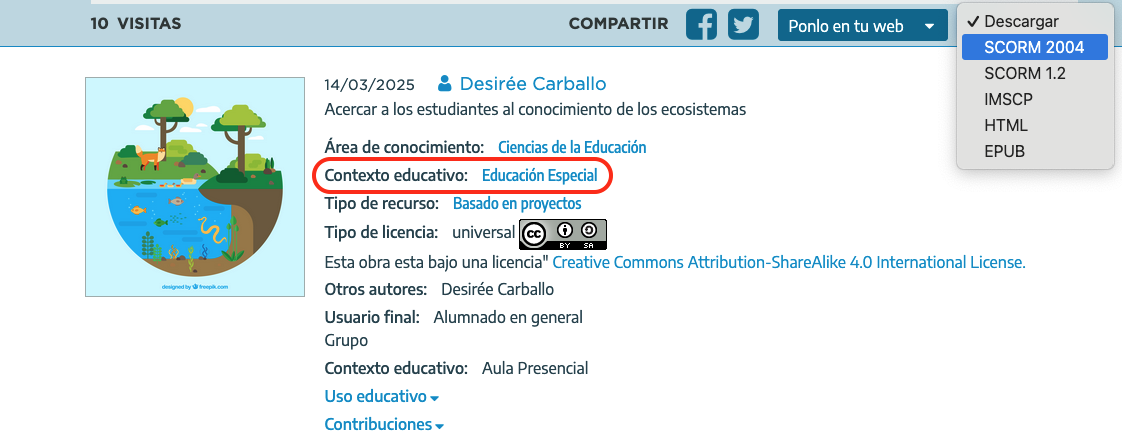 10 VISITAS
COMPARTIR
Ponlo en tu web
✓ Descargar
SCORM 2004
SCORM 1.2
IMSCP
HTML
EPUB
14/03/2025 Desirée Carballo
Acercar a los estudiantes al conocimiento de los ecosistemas
Área de conocimiento: Ciencias de la Educación
Contexto educativo: Educación Especial
Tipo de recurso: Basado en proyectos
Tipo de licencia: universal cc BY SA
Esta obra esta bajo una licencia" Creative Commons Attribution-ShareAlike 4.0 International License.
Otros autores: Desirée Carballo
Usuario final: Alumnado en general
Grupo
Contexto educativo: Aula Presencial
Uso educativo
Contribuciones
designed by freepik.com